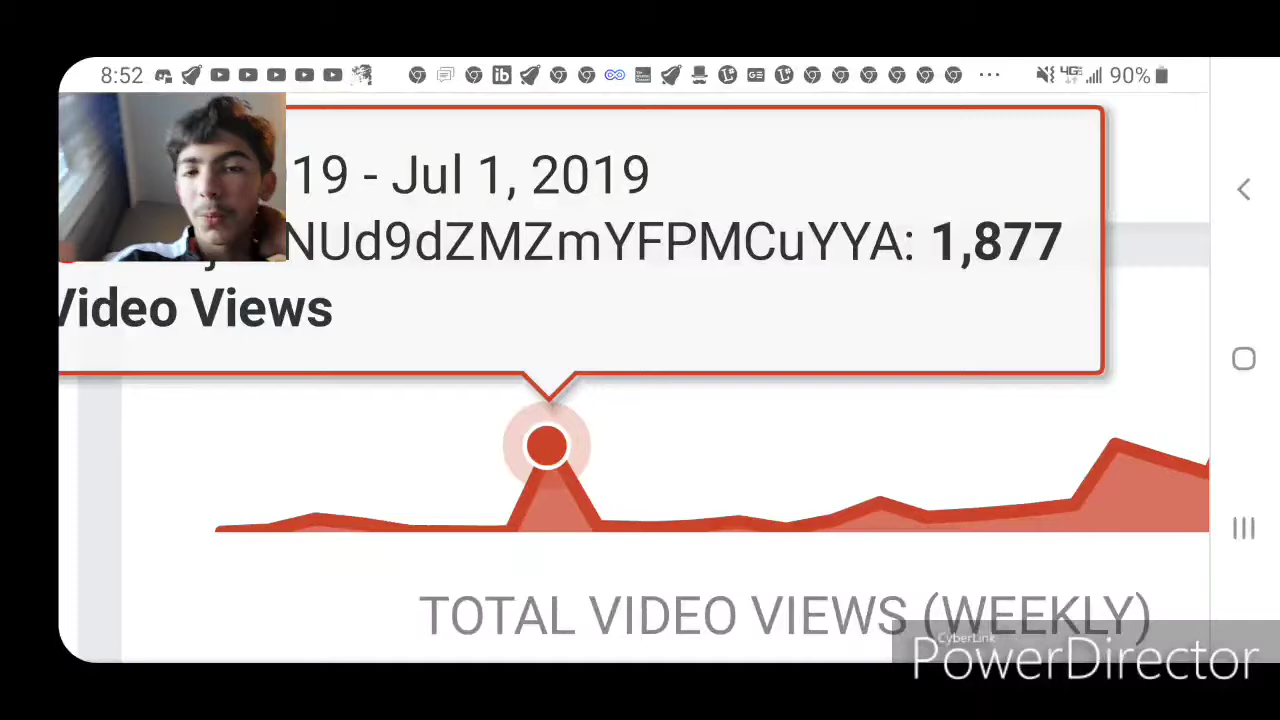 8:52
90%
19 - Jul 1, 2019
NUd9dZMZmYFPMCuYYA: 1,877
Video Views
TOTAL VIDEO VIEWS (WEEKLY)
CyberLink
PowerDirector